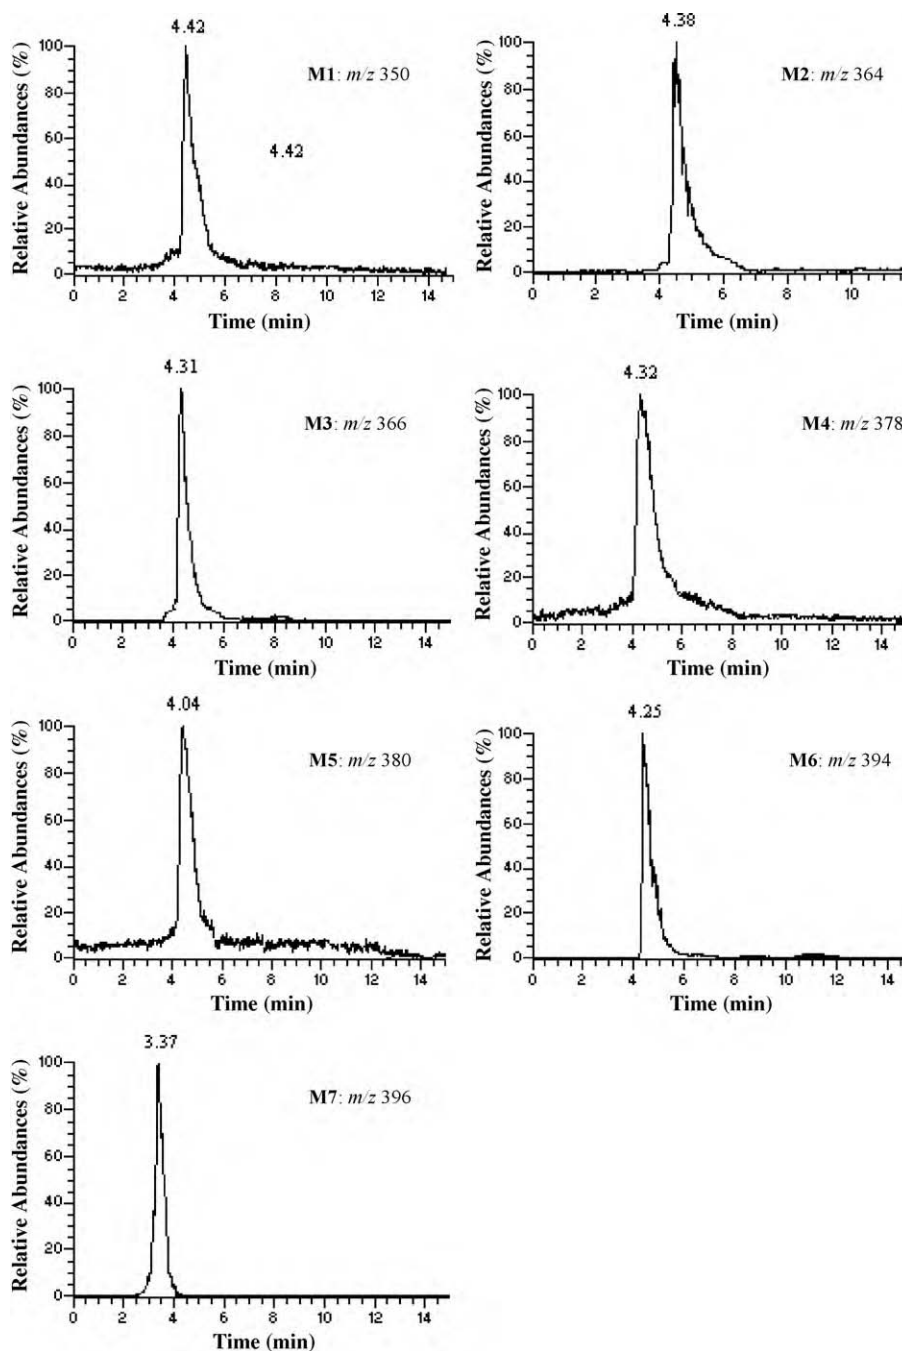 4.42
M1: m/z 350
4.42
Relative Abundances (%)
100
80
60
40
20
0
0 2 4 6 8 10 12 14
Time (min)
4.38
M2: m/z 364
Relative Abundances (%)
100
80
60
40
20
0
0 2 4 6 8 10
Time (min)
4.31
M3: m/z 366
Relative Abundances (%)
100
80
60
40
20
0
0 2 4 6 8 10 12 14
Time (min)
4.32
M4: m/z 378
Relative Abundances (%)
100
80
60
40
20
0
0 2 4 6 8 10 12 14
Time (min)
4.04
M5: m/z 380
Relative Abundances (%)
100
80
60
40
20
0
0 2 4 6 8 10 12 14
Time (min)
4.25
M6: m/z 394
Relative Abundances (%)
100
80
60
40
20
0
0 2 4 6 8 10 12 14
Time (min)
3.37
M7: m/z 396
Relative Abundances (%)
100
80
60
40
20
0
0 2 4 6 8 10 12 14
Time (min)